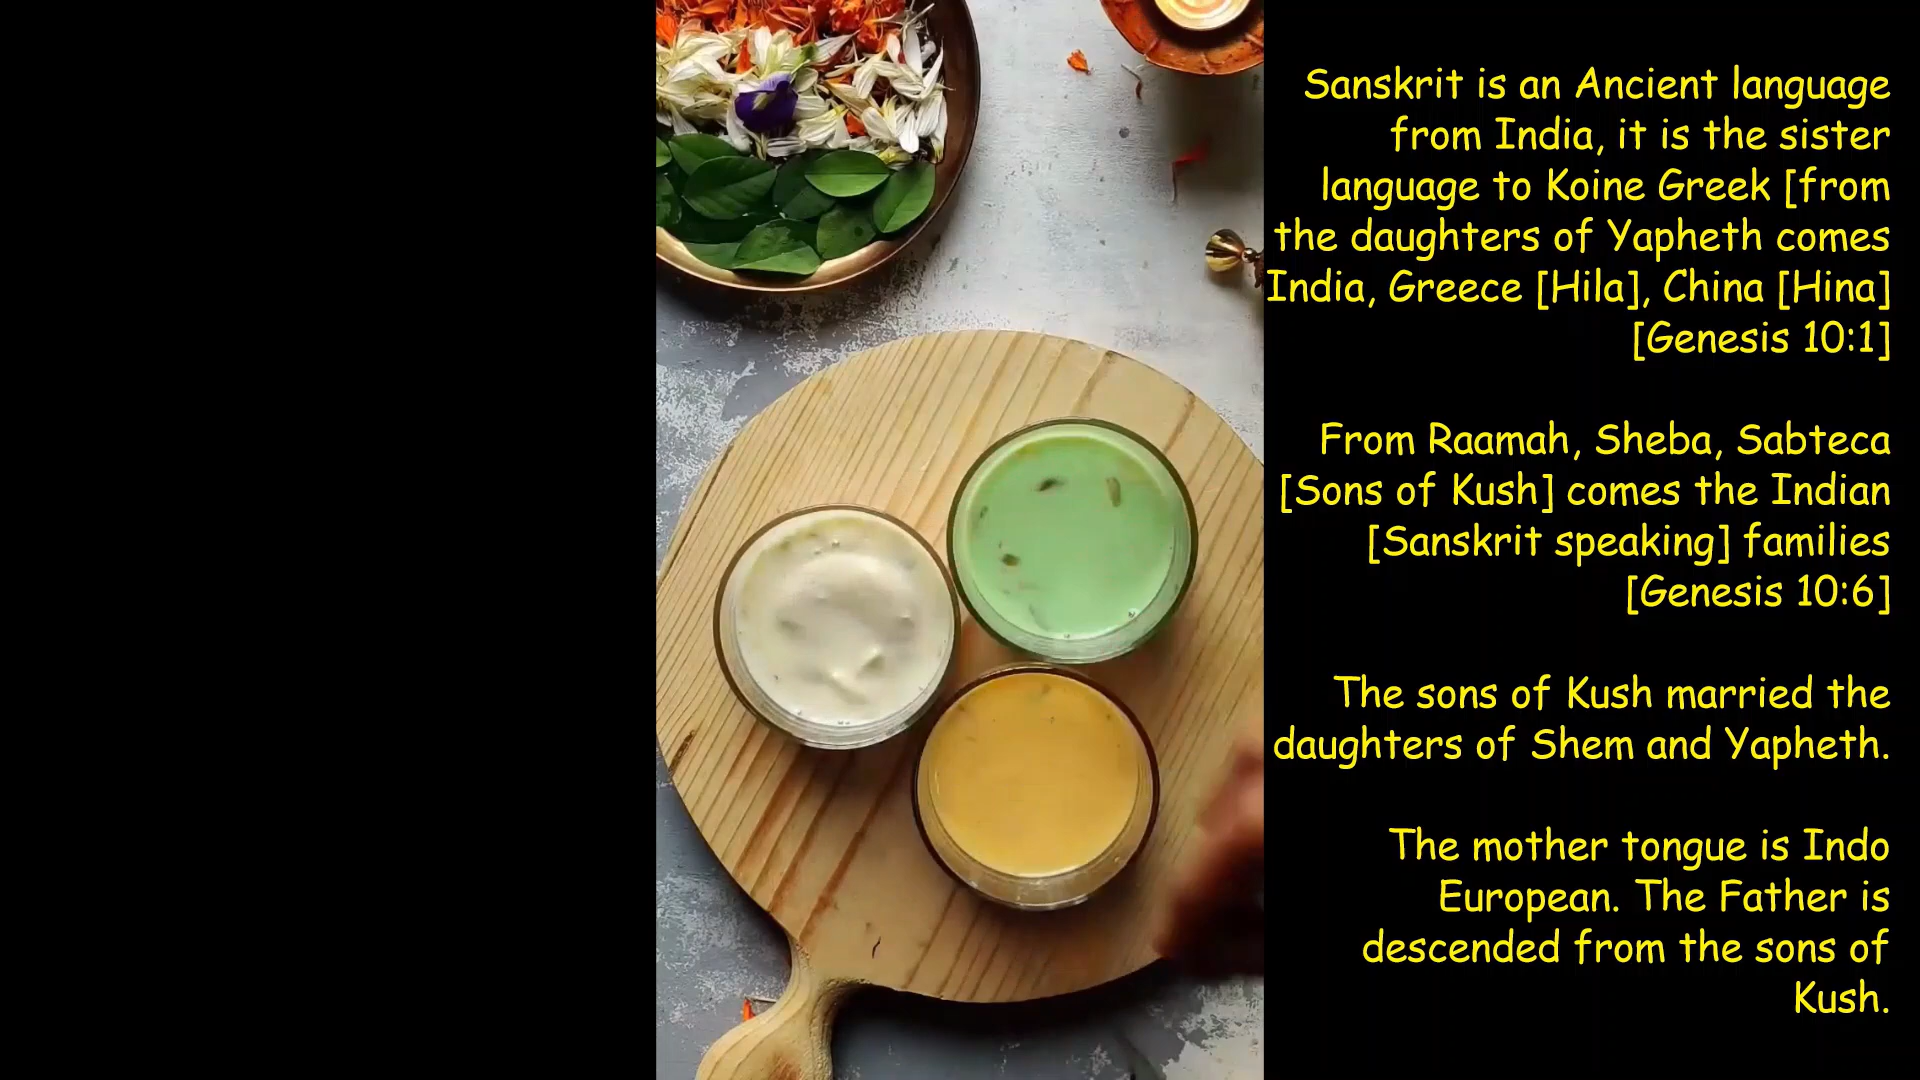 Sanskrit is an Ancient language
from India, it is the sister
language to Koine Greek [from
the daughters of Yapheth comes
India, Greece [Hila], China [Hina]
[Genesis 10:1]
From Raamah, Sheba, Sabteca
[Sons of Kush] comes the Indian
[Sanskrit speaking] families
[Genesis 10:6]
The sons of Kush married the
daughters of Shem and Yapheth.
The mother tongue is Indo
European. The Father is
descended from the sons of
Kush.